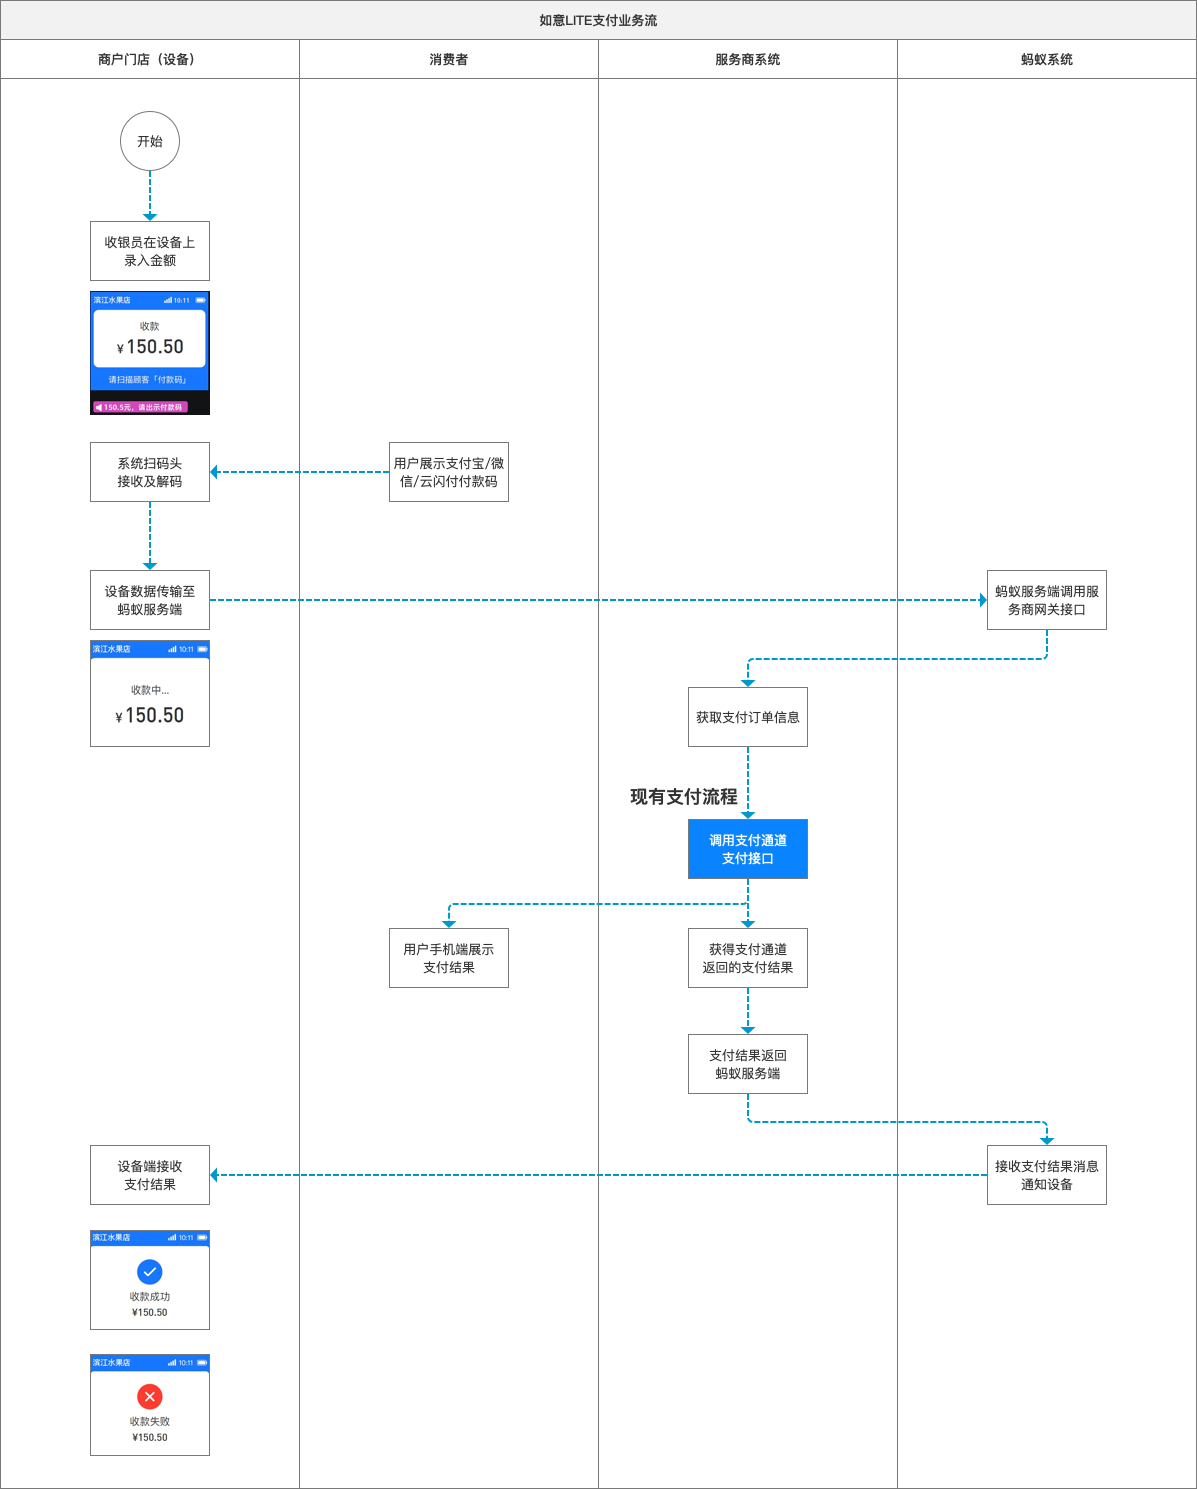 如意LITE支付业务流
商户门店（设备）
消费者
服务商系统
蚂蚁系统
开始
收银员在设备上
录入金额
滨江水果店 10:11
收款
¥ 150.50
请扫描顾客「付款码」
150.5元，请出示付款码
系统扫码头
接收及解码
用户展示支付宝/微
信/云闪付付款码
设备数据传输至
蚂蚁服务端
蚂蚁服务端调用服
务商网关接口
滨江水果店 10:11
收款中...
¥ 150.50
获取支付订单信息
现有支付流程
调用支付通道
支付接口
用户手机端展示
支付结果
获得支付通道
返回的支付结果
支付结果返回
蚂蚁服务端
设备端接收
支付结果
接收支付结果消息
通知设备
滨江水果店 10:11
收款成功
¥150.50
滨江水果店 10:11
收款失败
¥150.50